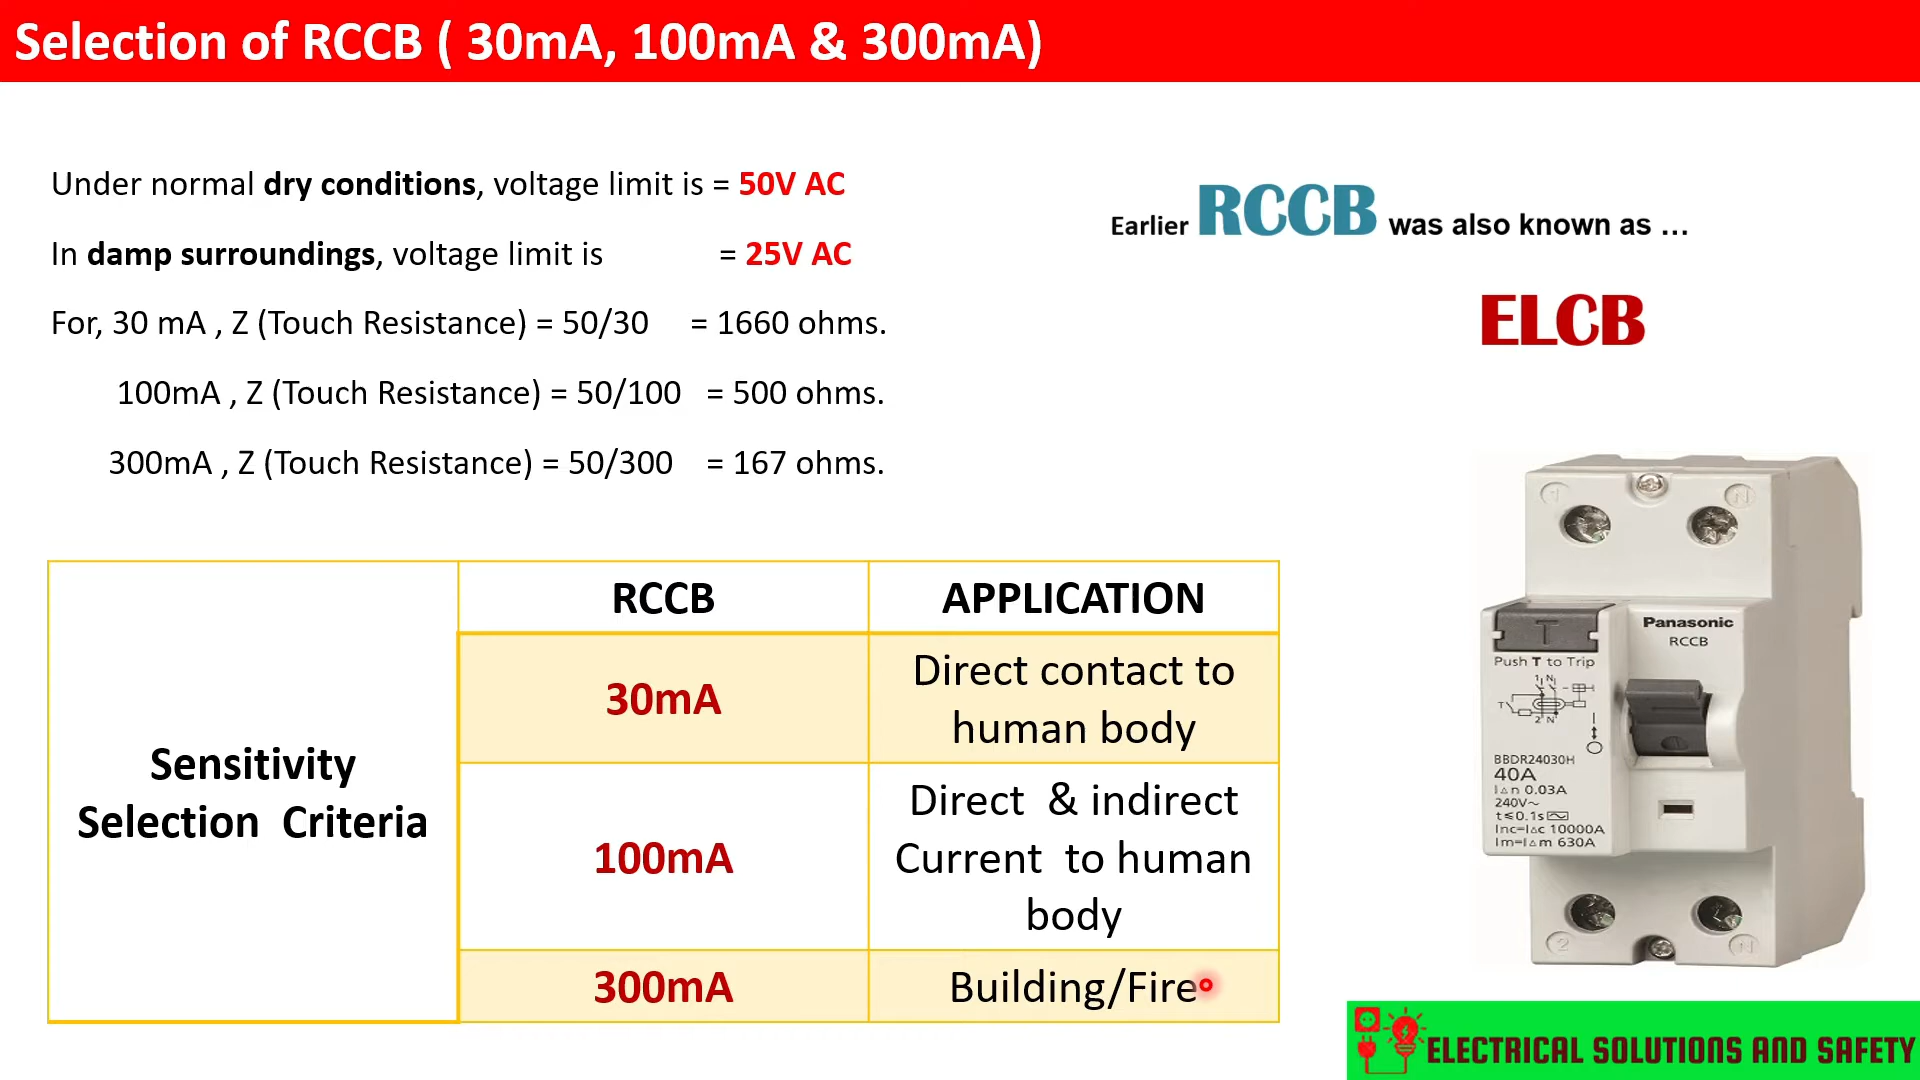 Selection of RCCB ( 30mA, 100mA & 300mA)
Under normal dry conditions, voltage limit is = 50V AC
In damp surroundings, voltage limit is = 25V AC
For, 30 mA , Z (Touch Resistance) = 50/30 = 1660 ohms.
100mA , Z (Touch Resistance) = 50/100 = 500 ohms.
300mA , Z (Touch Resistance) = 50/300 = 167 ohms.
Earlier RCCB was also known as ...
ELCB
Sensitivity
Selection Criteria
RCCB
APPLICATION
30mA
Direct contact to
human body
100mA
Direct & indirect
Current to human
body
300mA
Building/Fire
1
N
T
Panasonic
RCCB
Push T to Trip
1 N
T
2 N
BBDR24030H
40A
I△n 0.03A
240V~
t≤0.1s
Inc=I△c 10000A
Im=I△m 630A
2
N
ELECTRICAL SOLUTIONS AND SAFETY